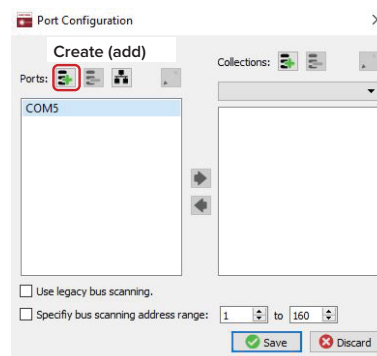 Port Configuration
Create (add)
Ports:
Collections:
COM5
Use legacy bus scanning.
Specifiy bus scanning address range: 1 to 160
Save Discard